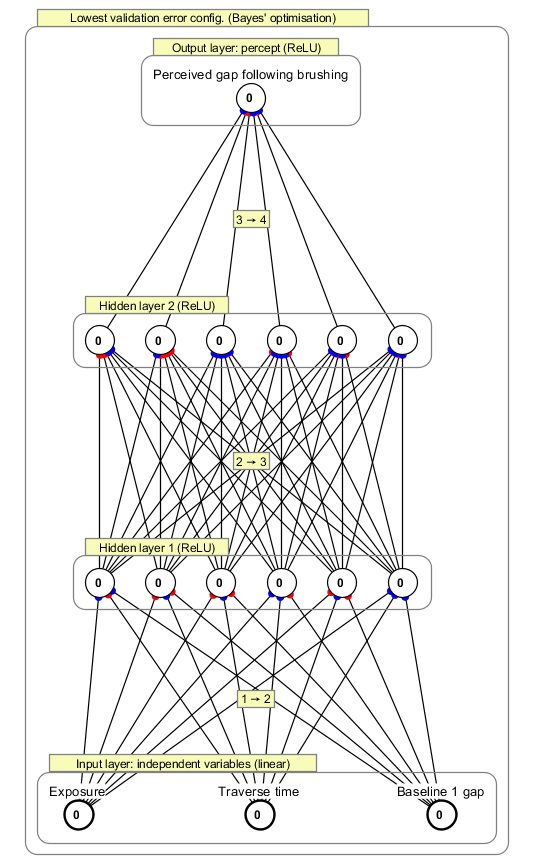 Lowest validation error config. (Bayes' optimisation)
Output layer: percept (ReLU)
Perceived gap following brushing
0
3 → 4
Hidden layer 2 (ReLU)
0 0 0 0 0 0
2 → 3
Hidden layer 1 (ReLU)
0 0 0 0 0 0
1 → 2
Input layer: independent variables (linear)
Exposure Traverse time Baseline 1 gap
0 0 0